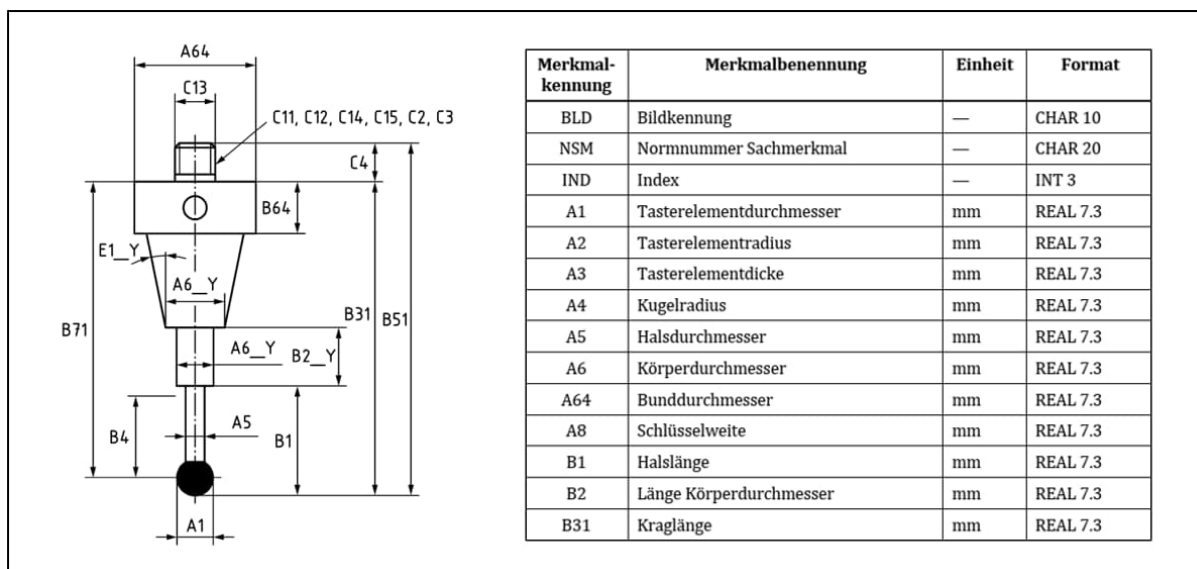 A64
C13
C11, C12, C14, C15, C2, C3
C4
B64
E1__Y
A6__Y
B71
B31
B51
A6__Y
B2__Y
B4
A5
B1
A1
Merkmal-kennung Merkmalbenennung Einheit Format
BLD Bildkennung — CHAR 10
NSM Normnummer Sachmerkmal — CHAR 20
IND Index — INT 3
A1 Tasterelementdurchmesser mm REAL 7.3
A2 Tasterelementradius mm REAL 7.3
A3 Tasterelementdicke mm REAL 7.3
A4 Kugelradius mm REAL 7.3
A5 Halsdurchmesser mm REAL 7.3
A6 Körperdurchmesser mm REAL 7.3
A64 Bunddurchmesser mm REAL 7.3
A8 Schlüsselweite mm REAL 7.3
B1 Halslänge mm REAL 7.3
B2 Länge Körperdurchmesser mm REAL 7.3
B31 Kraglänge mm REAL 7.3